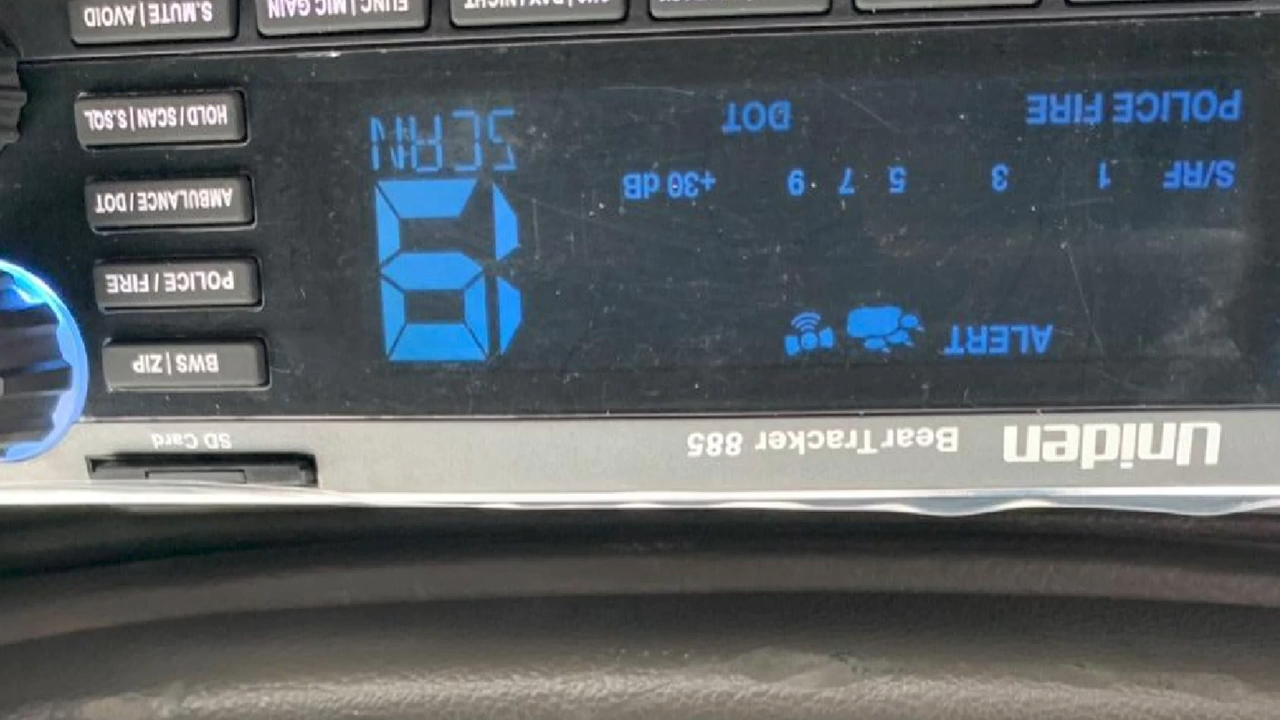 Uniden BearTracker 885 SD Card
ALERT
19
BWS | ZIP
POLICE / FIRE
S/RF 1 3 5 7 9 +30 dB
AMBULANCE / DOT
POLICE FIRE DOT SCAN
HOLD / SCAN | S.SQL
FUNC | MIC GAIN S.MUTE | AVOID